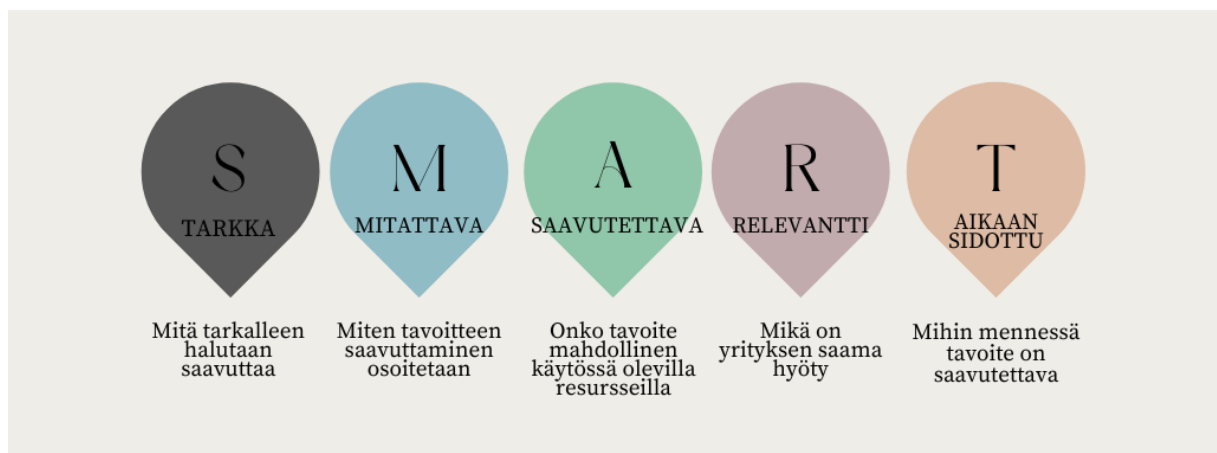 S
TARKKA
Mitä tarkalleen
halutaan
saavuttaa
M
MITATTAVA
Miten tavoitteen
saavuttaminen
osoitetaan
A
SAAVUTETTAVA
Onko tavoite
mahdollinen
käytössä olevilla
resursseilla
R
RELEVANTTI
Mikä on
yrityksen saama
hyöty
T
AIKAAN
SIDOTTU
Mihin mennessä
tavoite on
saavutettava